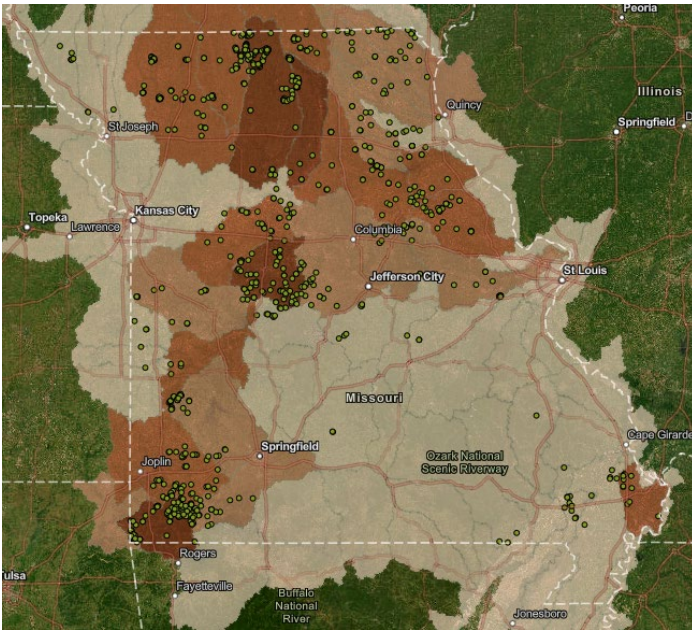 Peoria
Illinois
Quincy
Springfield
St Joseph
Kansas City
Topeka
Lawrence
Columbia
Jefferson City
St Louis
Missouri
Cape Girarde
Springfield
Joplin
Ozark National
Scenic Riverway
Rogers
Tulsa
Fayetteville
Buffalo
National
River
Jonesboro